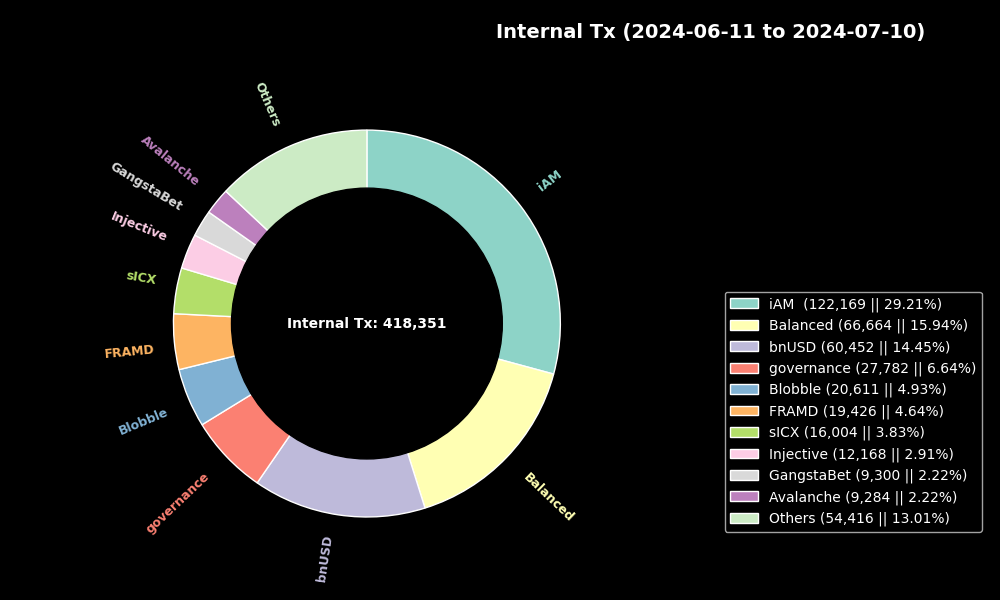 Internal Tx (2024-06-11 to 2024-07-10)
Others
iAM
Avalanche
GangstaBet
Injective
sICX
FRAMD
Blobble
governance
bnUSD
Balanced
Internal Tx: 418,351
iAM  (122,169 || 29.21%)
Balanced (66,664 || 15.94%)
bnUSD (60,452 || 14.45%)
governance (27,782 || 6.64%)
Blobble (20,611 || 4.93%)
FRAMD (19,426 || 4.64%)
sICX (16,004 || 3.83%)
Injective (12,168 || 2.91%)
GangstaBet (9,300 || 2.22%)
Avalanche (9,284 || 2.22%)
Others (54,416 || 13.01%)